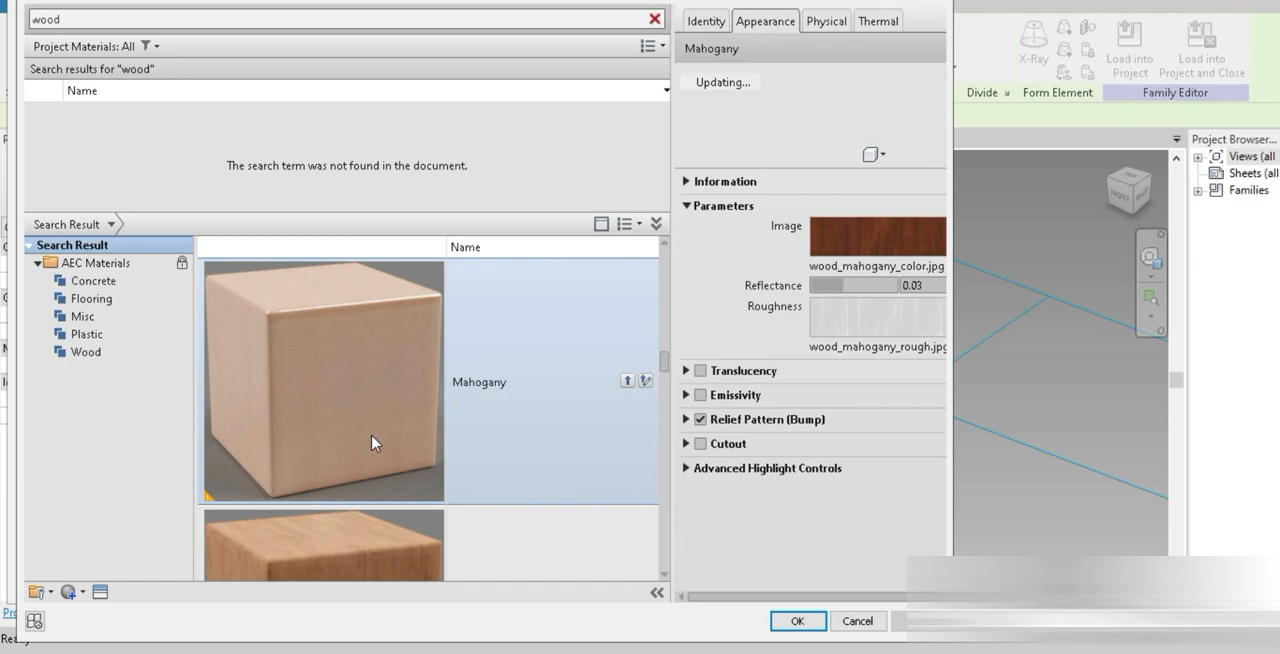 wood
Project Materials: All
Search results for "wood"
Name
The search term was not found in the document.
Search Result
Search Result
AEC Materials
Concrete
Flooring
Misc
Plastic
Wood
Name
Mahogany
Identity Appearance Physical Thermal
Mahogany
Updating...
Information
Parameters
Image
wood_mahogany_color.jpg
Reflectance 0.03
Roughness
wood_mahogany_rough.jpg
Translucency
Emissivity
Relief Pattern (Bump)
Cutout
Advanced Highlight Controls
OK Cancel
X-Ray
Load into Project
Load into Project and Close
Divide Form Element Family Editor
Project Browser...
Views (all
Sheets (all
Families
FRONT